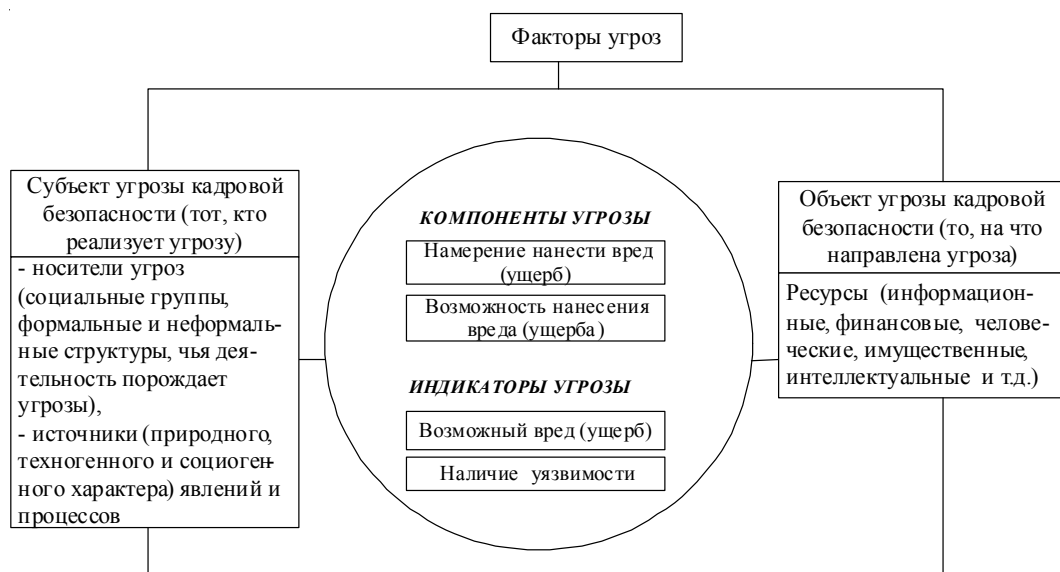 Факторы угроз
Субъект угрозы кадровой
безопасности (тот, кто
реализует угрозу)
- носители угроз
(социальные группы,
формальные и неформаль-
ные структуры, чья дея-
тельность порождает
угрозы),
- источники (природного,
техногенного и социоген-
ного характера) явлений и
процессов
КОМПОНЕНТЫ УГРОЗЫ
Намерение нанести вред
(ущерб)
Возможность нанесения
вреда (ущерба)
ИНДИКАТОРЫ УГРОЗЫ
Возможный вред (ущерб)
Наличие уязвимости
Объект угрозы кадровой
безопасности (то, на что
направлена угроза)
Ресурсы (информацион-
ные, финансовые, челове-
ческие, имущественные,
интеллектуальные и т.д.)